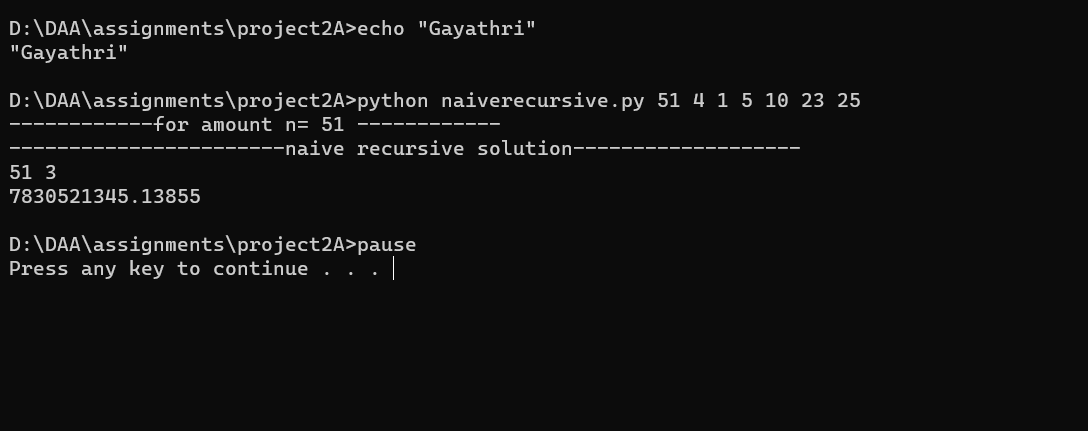 D:\DAA\assignments\project2A>echo "Gayathri"
"Gayathri"
D:\DAA\assignments\project2A>python naiverecursive.py 51 4 1 5 10 23 25
------------for amount n= 51 ------------
-----------------------naive recursive solution-------------------
51 3
7830521345.13855
D:\DAA\assignments\project2A>pause
Press any key to continue . . .